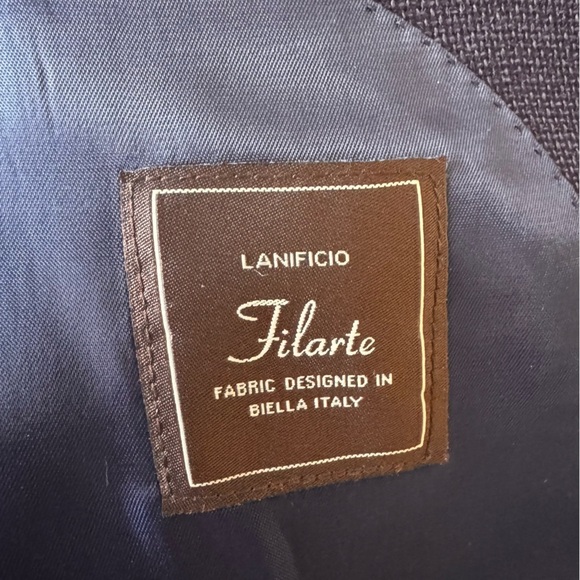 LANIFICIO
Filarte
FABRIC DESIGNED IN
BIELLA ITALY